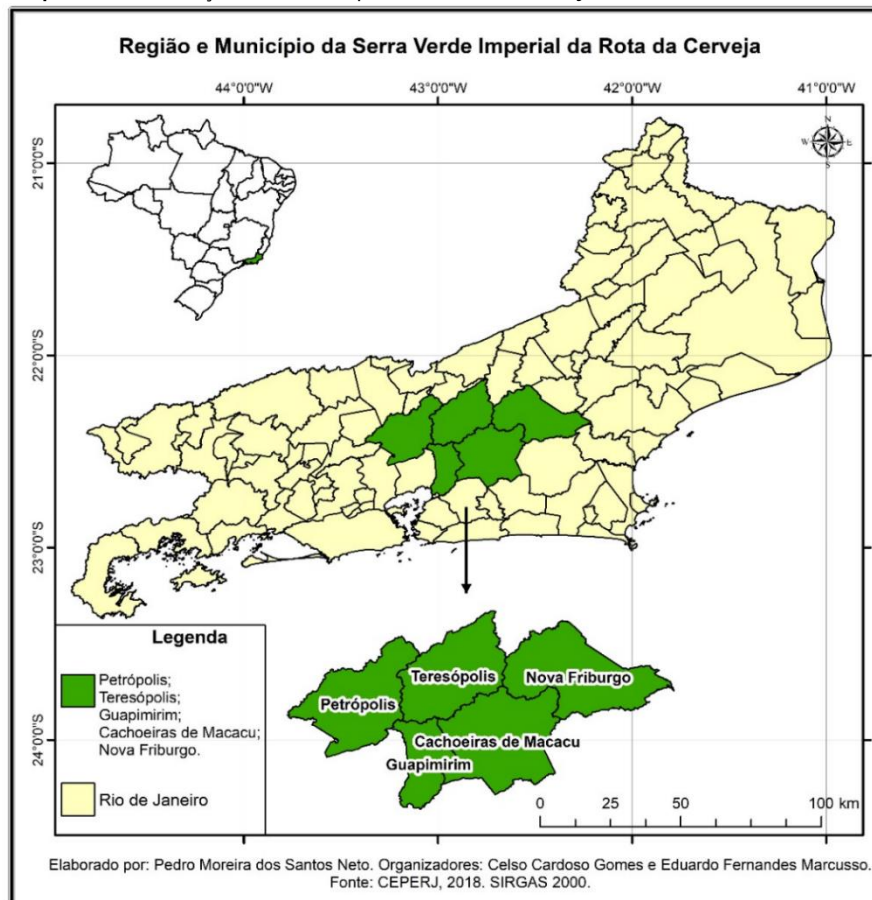 Região e Município da Serra Verde Imperial da Rota da Cerveja
44°0'0"W
43°0'0"W
42°0'0"W
41°0'0"W
N
W
E
S
21°0'0"S
22°0'0"S
23°0'0"S
24°0'0"S
Teresópolis
Nova Friburgo
Petrópolis
Cachoeiras de Macacu
Guapimirim
Legenda
Petrópolis;
Teresópolis;
Guapimirim;
Cachoeiras de Macacu;
Nova Friburgo.
Rio de Janeiro
0 25 50 100 km
Elaborado por: Pedro Moreira dos Santos Neto. Organizadores: Celso Cardoso Gomes e Eduardo Fernandes Marcusso.
Fonte: CEPERJ, 2018. SIRGAS 2000.